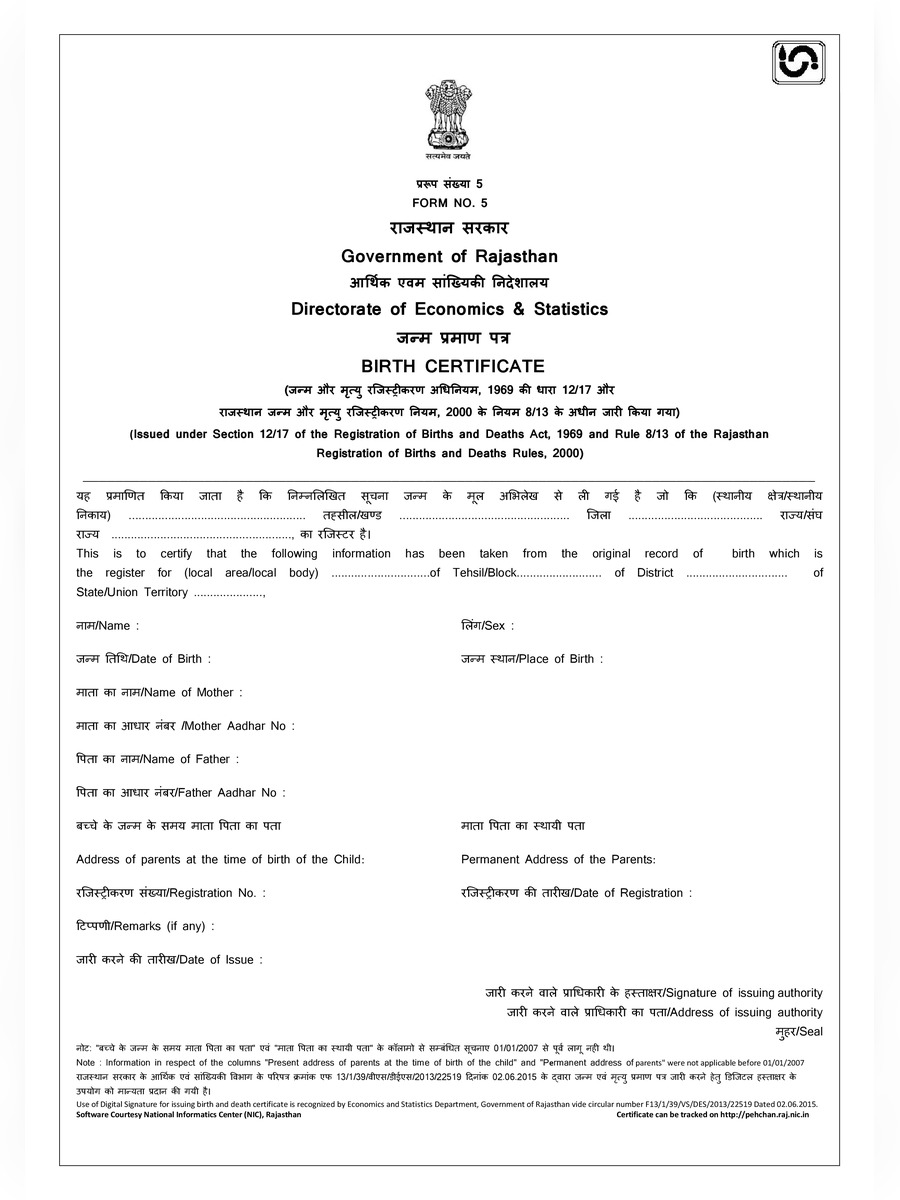 सत्यमेव जयते
प्ररूप संख्या 5
FORM NO. 5
राजस्थान सरकार
Government of Rajasthan
आर्थिक एवम सांख्यिकी निदेशालय
Directorate of Economics & Statistics
जन्म प्रमाण पत्र
BIRTH CERTIFICATE
(जन्म और मृत्यु रजिस्ट्रीकरण अधिनियम, 1969 की धारा 12/17 और
राजस्थान जन्म और मृत्यु रजिस्ट्रीकरण नियम, 2000 के नियम 8/13 के अधीन जारी किया गया)
(Issued under Section 12/17 of the Registration of Births and Deaths Act, 1969 and Rule 8/13 of the Rajasthan
Registration of Births and Deaths Rules, 2000)
यह प्रमाणित किया जाता है कि निम्नलिखित सूचना जन्म के मूल अभिलेख से ली गई है जो कि (स्थानीय क्षेत्र/स्थानीय
निकाय) ...................................................... तहसील/खण्ड .................................................... जिला ......................................... राज्य/संघ
राज्य ......................................................., का रजिस्टर है।
This is to certify that the following information has been taken from the original record of birth which is
the register for (local area/local body) ..............................of Tehsil/Block.......................... of District ............................... of
State/Union Territory .....................,
नाम/Name : लिंग/Sex :
जन्म तिथि/Date of Birth : जन्म स्थान/Place of Birth :
माता का नाम/Name of Mother :
माता का आधार नंबर /Mother Aadhar No :
पिता का नाम/Name of Father :
पिता का आधार नंबर/Father Aadhar No :
बच्चे के जन्म के समय माता पिता का पता माता पिता का स्थायी पता
Address of parents at the time of birth of the Child: Permanent Address of the Parents:
रजिस्ट्रीकरण संख्या/Registration No. : रजिस्ट्रीकरण की तारीख/Date of Registration :
टिप्पणी/Remarks (if any) :
जारी करने की तारीख/Date of Issue :
जारी करने वाले प्राधिकारी के हस्ताक्षर/Signature of issuing authority
जारी करने वाले प्राधिकारी का पता/Address of issuing authority
मुहर/Seal
नोट: "बच्चे के जन्म के समय माता पिता का पता" एवं "माता पिता का स्थायी पता" के कॉलामो से सम्बंधित सूचनाए 01/01/2007 से पूर्व लागू नही थी।
Note : Information in respect of the columns "Present address of parents at the time of birth of the child" and "Permanent address of parents" were not applicable before 01/01/2007
राजस्थान सरकार के आर्थिक एवं सांख्यिकी विभाग के परिपत्र क्रमांक एफ 13/1/39/वीएस/डीईएस/2013/22519 दिनांक 02.06.2015 के द्वारा जन्म एवं मृत्यु प्रमाण पत्र जारी करने हेतु डिजिटल हस्ताक्षर के
उपयोग को मान्यता प्रदान की गयी है।
Use of Digital Signature for issuing birth and death certificate is recognized by Economics and Statistics Department, Government of Rajasthan vide circular number F13/1/39/VS/DES/2013/22519 Dated 02.06.2015.
Software Courtesy National Informatics Center (NIC), Rajasthan Certificate can be tracked on http://pehchan.raj.nic.in